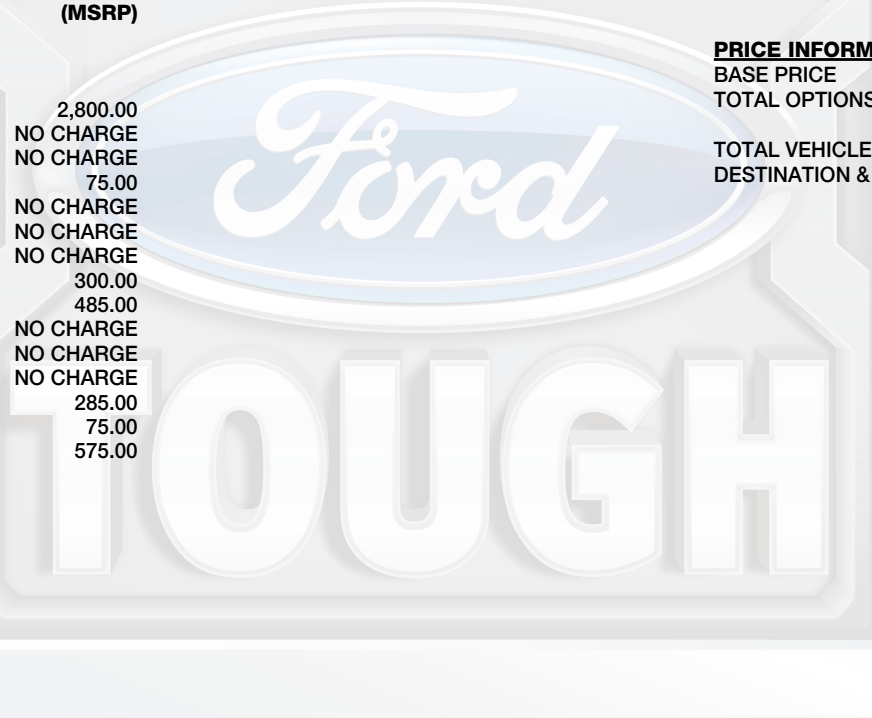 (MSRP)
2,800.00
NO CHARGE
NO CHARGE
75.00
NO CHARGE
NO CHARGE
NO CHARGE
300.00
485.00
NO CHARGE
NO CHARGE
NO CHARGE
285.00
75.00
575.00
PRICE INFORM
BASE PRICE
TOTAL OPTIONS
TOTAL VEHICLE
DESTINATION &
Ford
TOUGH